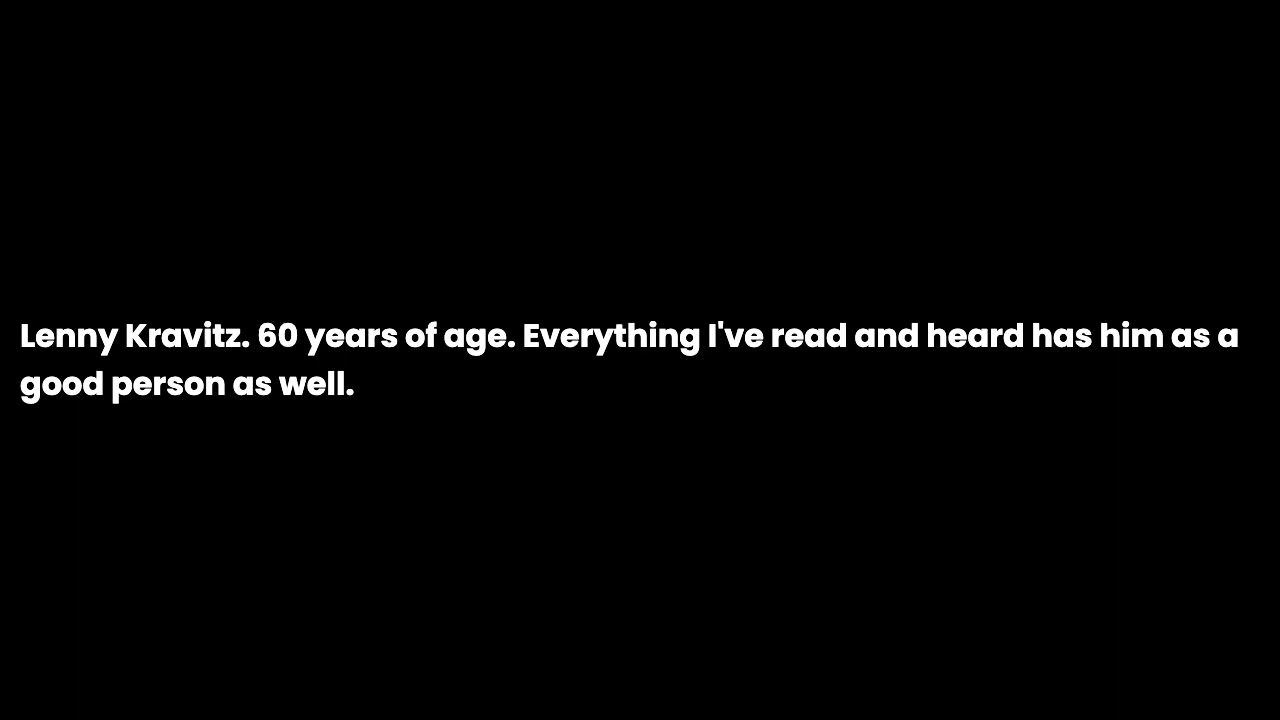 Lenny Kravitz. 60 years of age. Everything I've read and heard has him as a
good person as well.